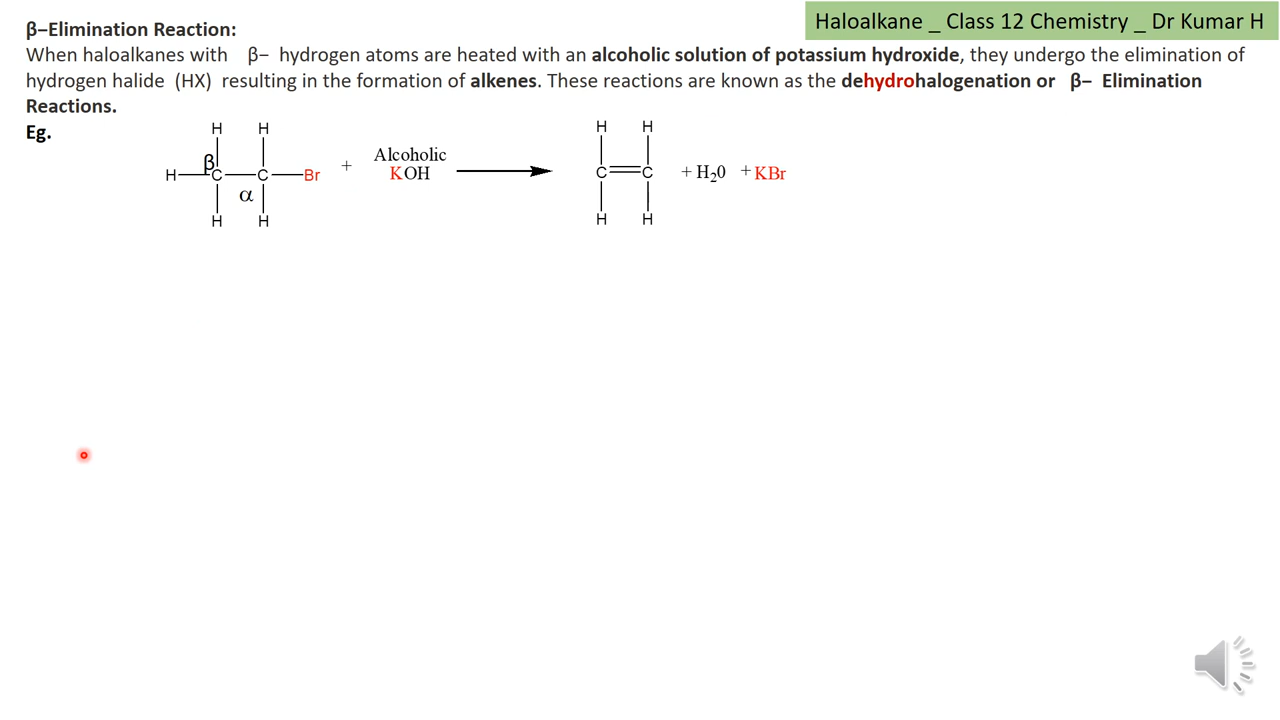 Haloalkane _ Class 12 Chemistry _ Dr Kumar H
β–Elimination Reaction:
When haloalkanes with β– hydrogen atoms are heated with an alcoholic solution of potassium hydroxide, they undergo the elimination of
hydrogen halide (HX) resulting in the formation of alkenes. These reactions are known as the dehydrohalogenation or β– Elimination
Reactions.
Eg.
H H H H
β Alcoholic
H C C Br + KOH C C + H₂0 + KBr
α
H H H H